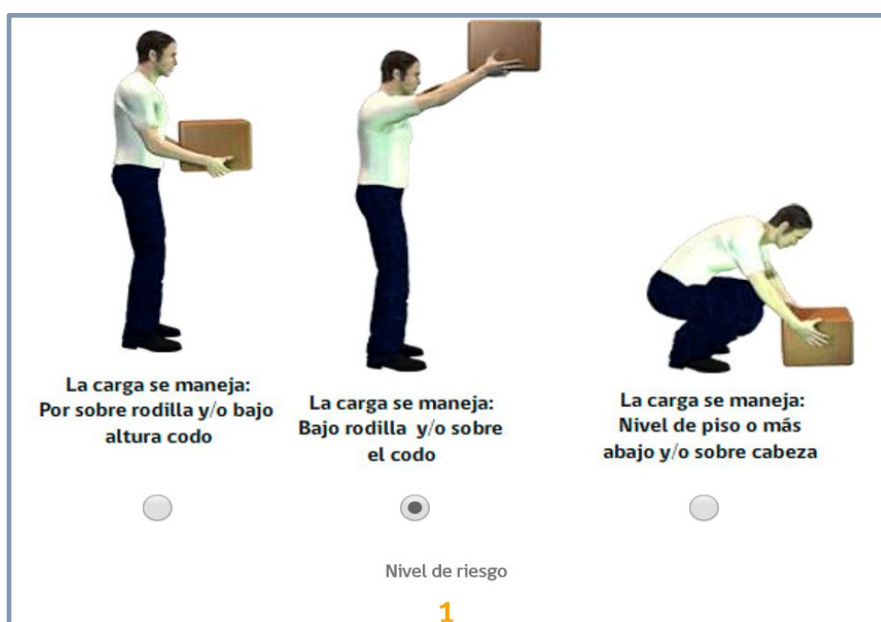 La carga se maneja:
Por sobre rodilla y/o bajo
altura codo
La carga se maneja:
Bajo rodilla y/o sobre
el codo
La carga se maneja:
Nivel de piso o más
abajo y/o sobre cabeza
Nivel de riesgo
1